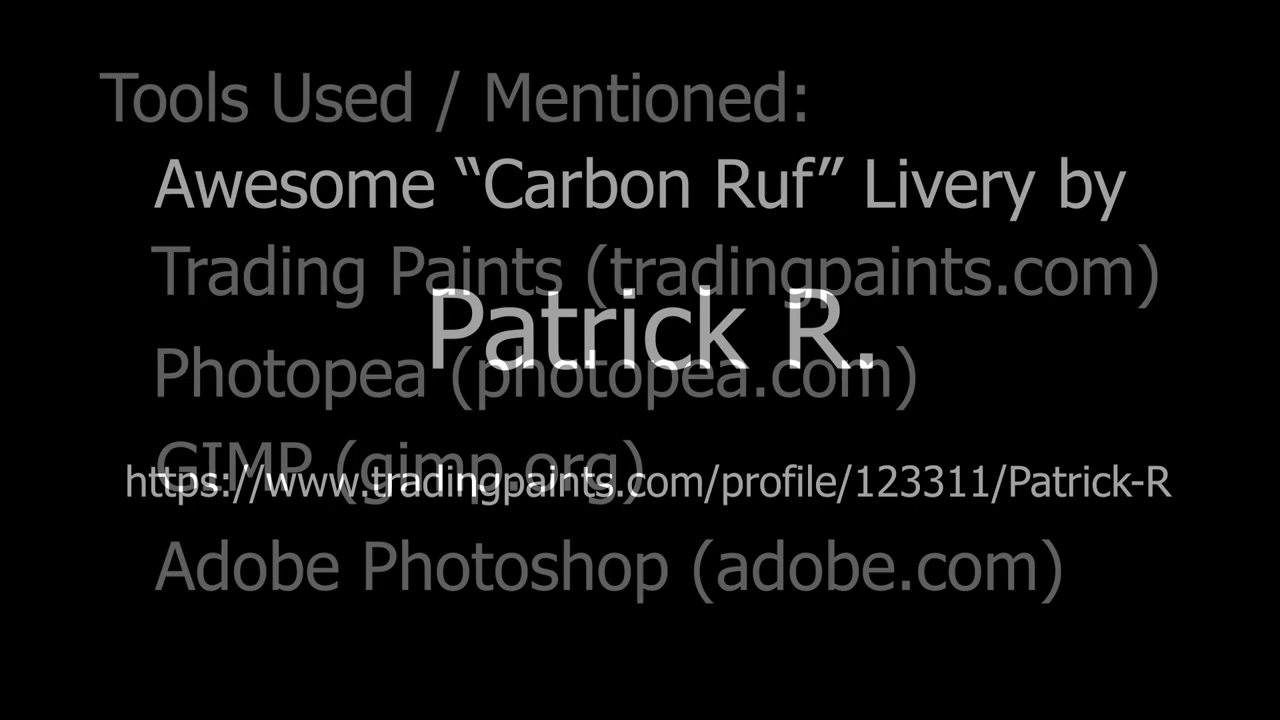 Tools Used / Mentioned:
Awesome “Carbon Ruf” Livery by
Trading Paints (tradingpaints.com)
Patrick R.
Photopea (photopea.com)
GIMP (gimp.org)
https://www.tradingpaints.com/profile/123311/Patrick-R
Adobe Photoshop (adobe.com)